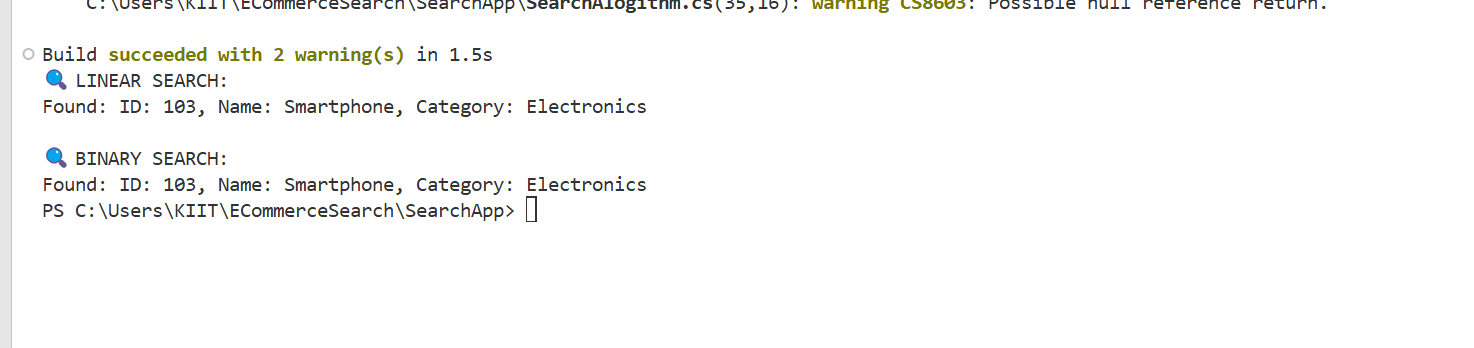 C:\Users\KIIT\ECommerceSearch\SearchApp\SearchAlogithm.cs(35,16): warning CS8603: Possible null reference return.
Build succeeded with 2 warning(s) in 1.5s
🔍 LINEAR SEARCH:
Found: ID: 103, Name: Smartphone, Category: Electronics
🔍 BINARY SEARCH:
Found: ID: 103, Name: Smartphone, Category: Electronics
PS C:\Users\KIIT\ECommerceSearch\SearchApp>